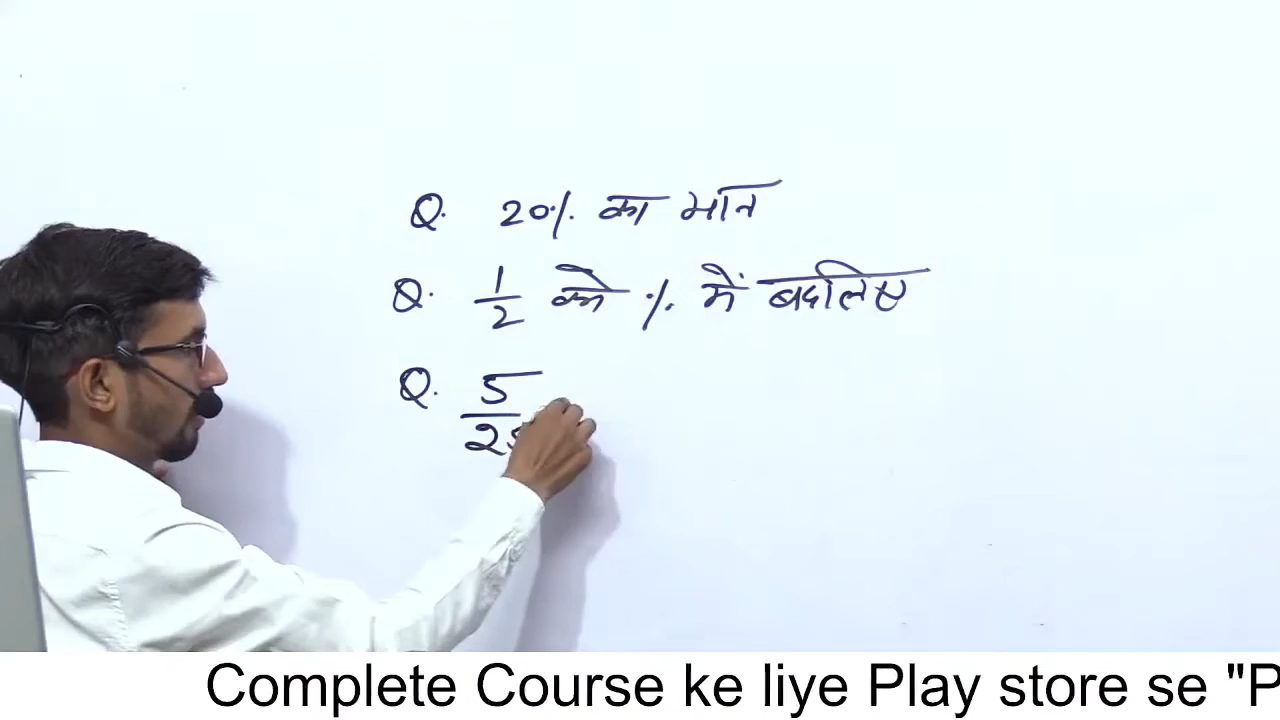 Q. 20% का मान
Q. 1/2 को % में बदलिए
Q. 5/2
Complete Course ke liye Play store se "P